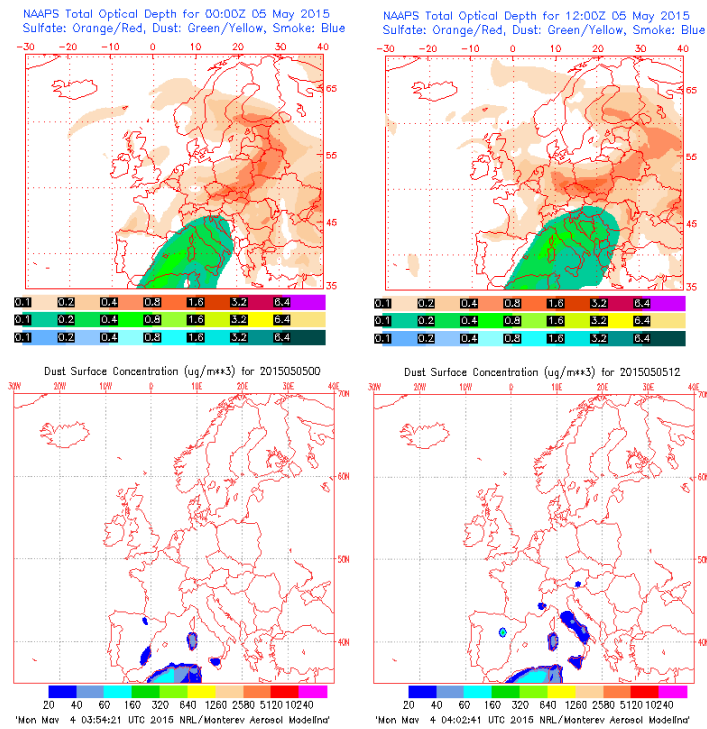 NAAPS Total Optical Depth for 00:00Z 05 May 2015
Sulfate: Orange/Red, Dust: Green/Yellow, Smoke: Blue
-30 -20 -10 0 10 20 30 40
65
56
45
35
0.1 0.2 0.4 0.8 1.6 3.2 6.4
0.1 0.2 0.4 0.8 1.6 3.2 6.4
0.1 0.2 0.4 0.8 1.6 3.2 6.4
NAAPS Total Optical Depth for 12:00Z 05 May 2015
Sulfate: Orange/Red, Dust: Green/Yellow, Smoke: Blue
-30 -20 -10 0 10 20 30 40
65
56
45
35
0.1 0.2 0.4 0.8 1.6 3.2 6.4
0.1 0.2 0.4 0.8 1.6 3.2 6.4
0.1 0.2 0.4 0.8 1.6 3.2 6.4
Dust Surface Concentration (ug/m**3) for 2015050500
30W 20W 10W 0 10E 20E 30E 40E
70N
60N
50N
40N
20 40 60 160 320 640 1260 2580 5120 10240
'Mon May 4 03:54:21 UTC 2015 NRL/Monterey Aerosol Modeling'
Dust Surface Concentration (ug/m**3) for 2015050512
30W 20W 10W 0 10E 20E 30E 40E
70N
60N
50N
40N
20 40 60 160 320 640 1260 2580 5120 10240
'Mon May 4 04:02:41 UTC 2015 NRL/Monterey Aerosol Modeling'